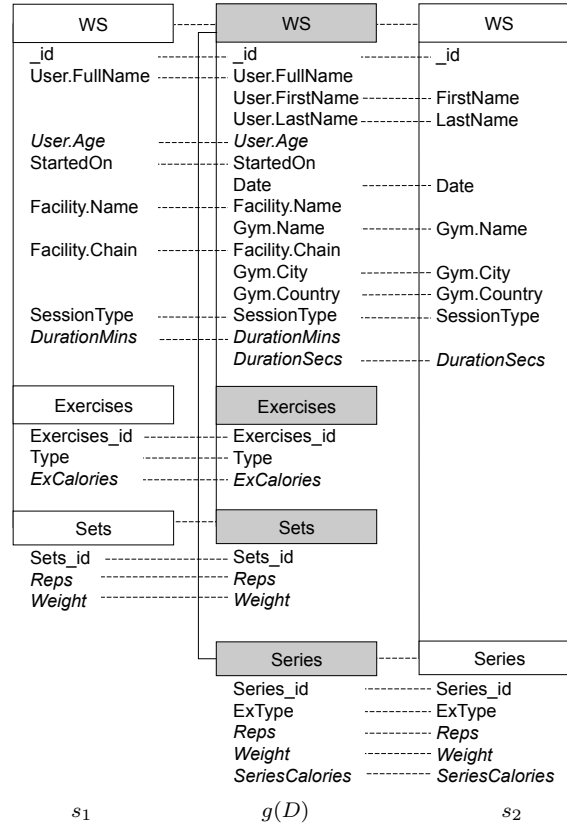 WS WS WS
_id _id _id
User.FullName User.FullName
User.FirstName FirstName
User.LastName LastName
User.Age User.Age
StartedOn StartedOn
Date Date
Facility.Name Facility.Name
Gym.Name Gym.Name
Facility.Chain Facility.Chain
Gym.City Gym.City
Gym.Country Gym.Country
SessionType SessionType SessionType
DurationMins DurationMins
DurationSecs DurationSecs
Exercises Exercises
Exercises_id Exercises_id
Type Type
ExCalories ExCalories
Sets Sets
Sets_id Sets_id
Reps Reps
Weight Weight
Series Series
Series_id Series_id
ExType ExType
Reps Reps
Weight Weight
SeriesCalories SeriesCalories
s1 g(D) s2